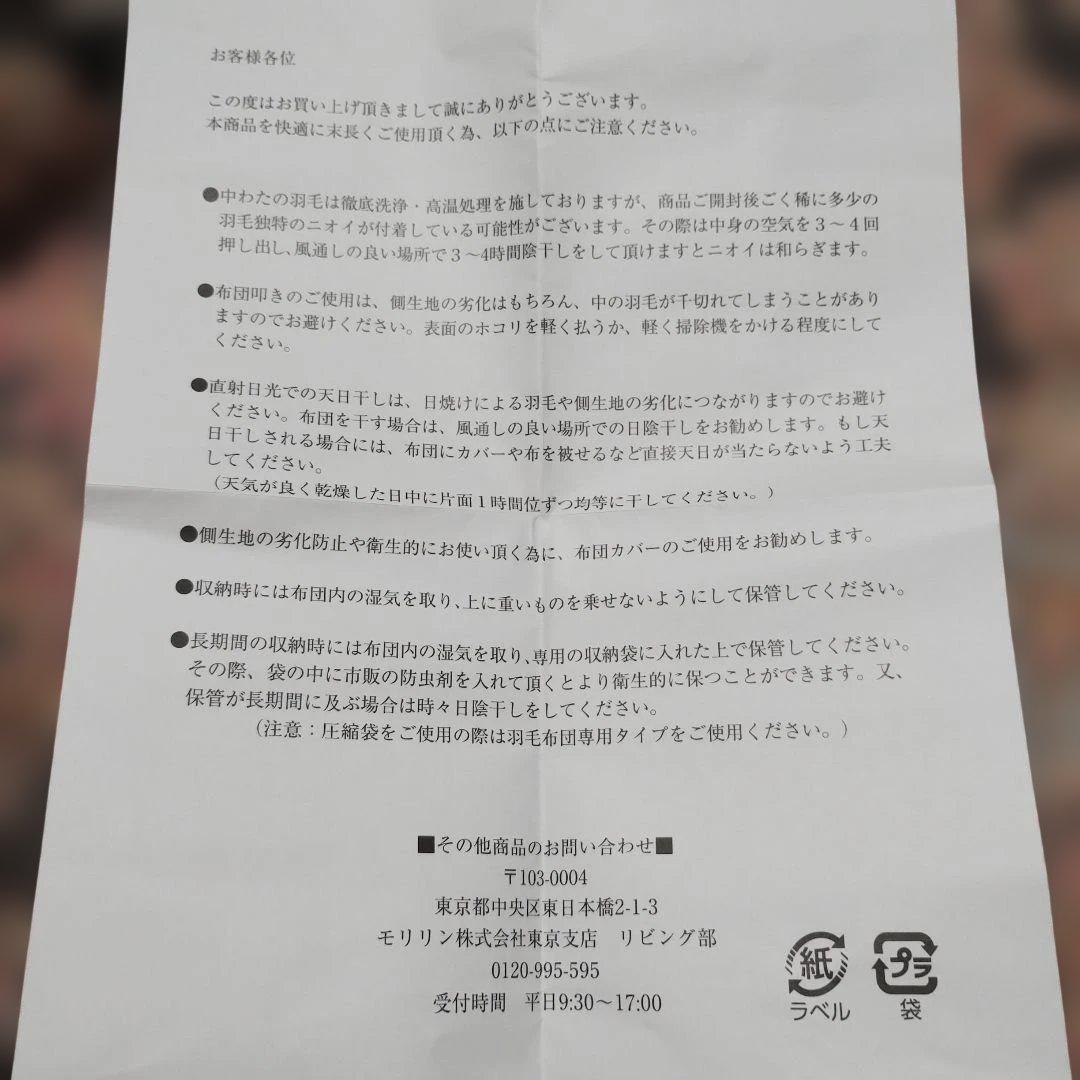 お客様各位
この度はお買い上げ頂きまして誠にありがとうございます。
本商品を快適に末長くご使用頂く為、以下の点にご注意ください。
●中わたの羽毛は徹底洗浄・高温処理を施しておりますが、商品ご開封後ごく稀に多少の
羽毛独特のニオイが付着している可能性がございます。その際は中身の空気を3〜4回
押し出し、風通しの良い場所で3〜4時間陰干しをして頂けますとニオイは和らぎます。
●布団叩きのご使用は、側生地の劣化はもちろん、中の羽毛が千切れてしまうことがあり
ますのでお避けください。表面のホコリを軽く払うか、軽く掃除機をかける程度にして
ください。
●直射日光での天日干しは、日焼けによる羽毛や側生地の劣化につながりますのでお避け
ください。布団を干す場合は、風通しの良い場所での日陰干しをお勧めします。もし天
日干しされる場合には、布団にカバーや布を被せるなど直接天日が当たらないよう工夫
してください。
（天気が良く乾燥した日中に片面1時間位ずつ均等に干してください。）
●側生地の劣化防止や衛生的にお使い頂く為に、布団カバーのご使用をお勧めします。
●収納時には布団内の湿気を取り、上に重いものを乗せないようにして保管してください。
●長期間の収納時には布団内の湿気を取り、専用の収納袋に入れた上で保管してください。
その際、袋の中に市販の防虫剤を入れて頂くとより衛生的に保つことができます。又、
保管が長期間に及ぶ場合は時々日陰干しをしてください。
（注意：圧縮袋をご使用の際は羽毛布団専用タイプをご使用ください。）
■その他商品のお問い合わせ■
〒103-0004
東京都中央区東日本橋2-1-3
モリリン株式会社東京支店　リビング部
0120-995-595
受付時間　平日9:30〜17:00
紙 プラ
ラベル 袋